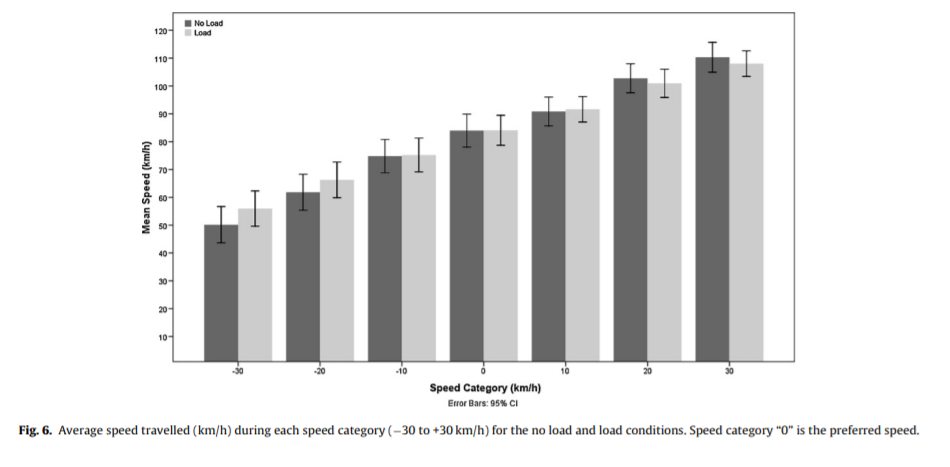 No Load
Load
120
110
100
90
80
70
60
50
40
30
20
10
Mean Speed (km/h)
-30 -20 -10 0 10 20 30
Speed Category (km/h)
Error Bars: 95% CI
Fig. 6. Average speed travelled (km/h) during each speed category (−30 to +30 km/h) for the no load and load conditions. Speed category “0” is the preferred speed.